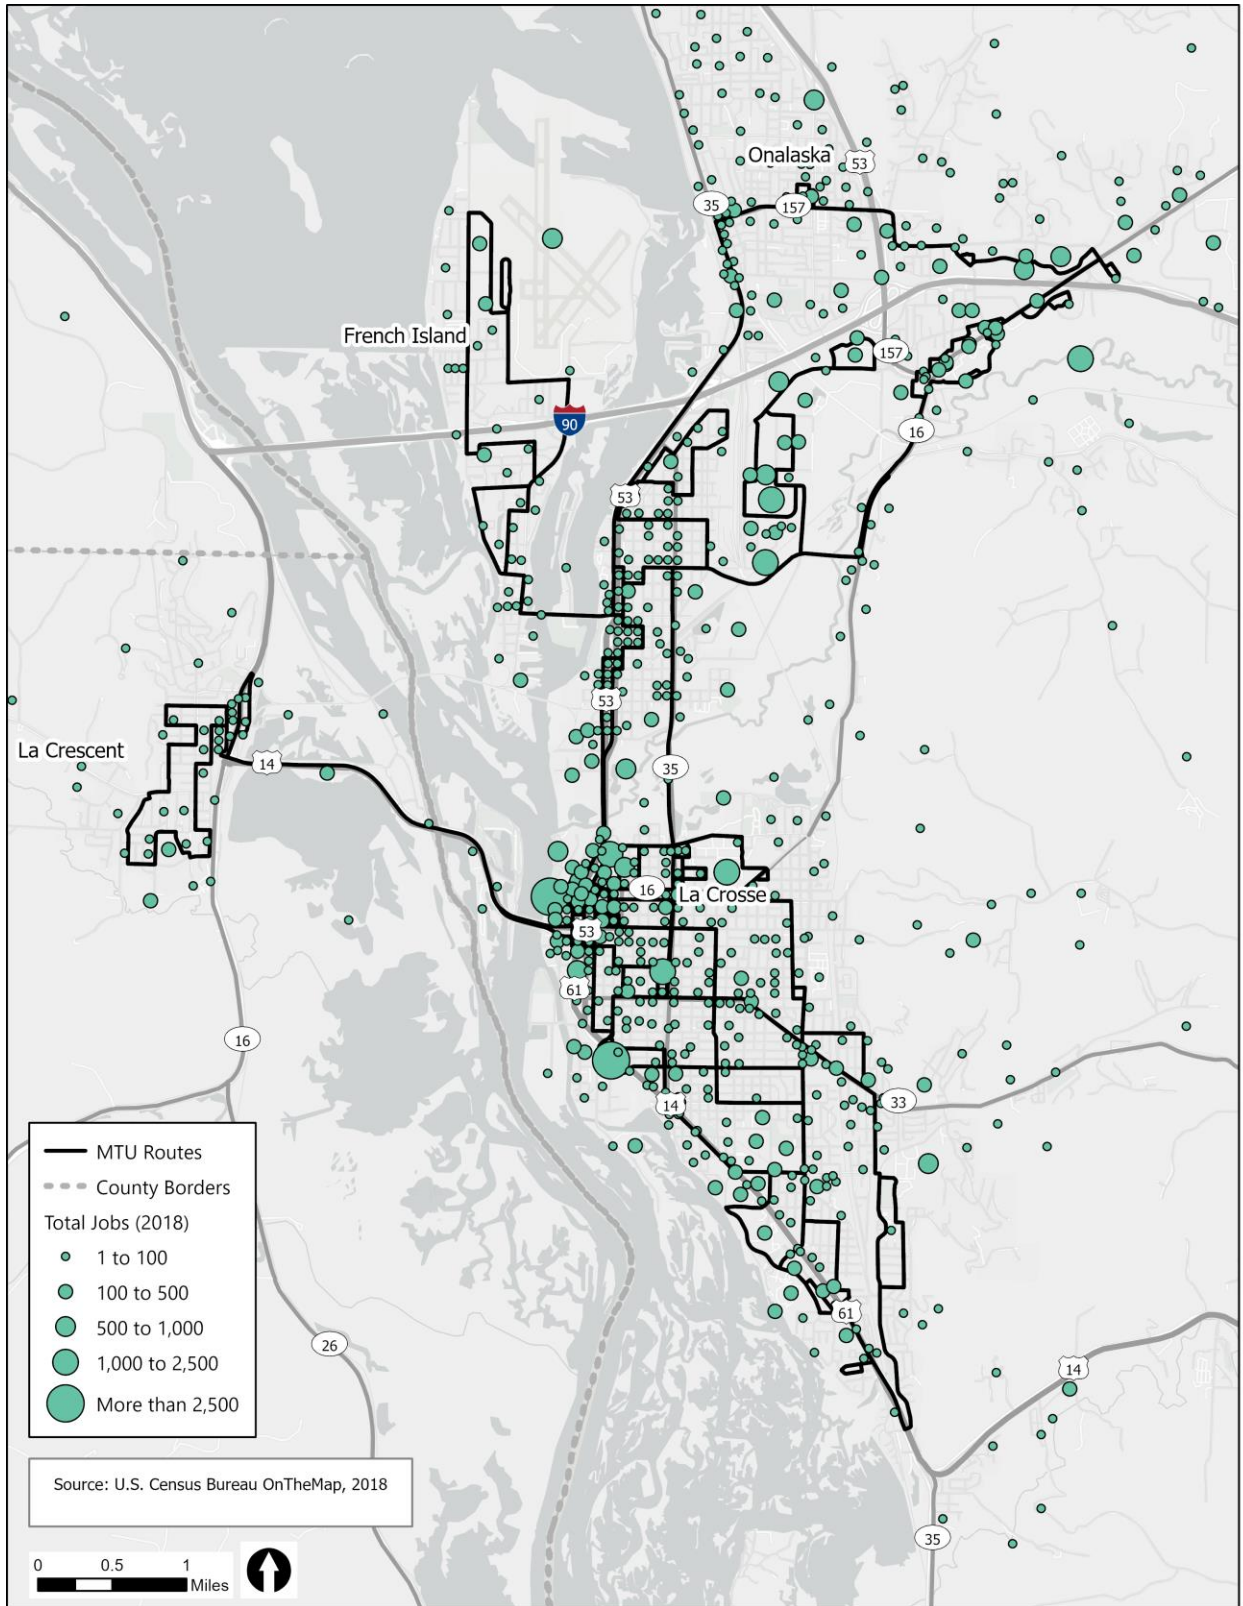 Onalaska
53
35
157
French Island
157
90
16
53
53
La Crescent
14
35
16
La Crosse
53
61
16
33
14
MTU Routes
County Borders
Total Jobs (2018)
1 to 100
100 to 500
500 to 1,000
1,000 to 2,500
More than 2,500
61
26
14
Source: U.S. Census Bureau OnTheMap, 2018
35
0 0.5 1
Miles